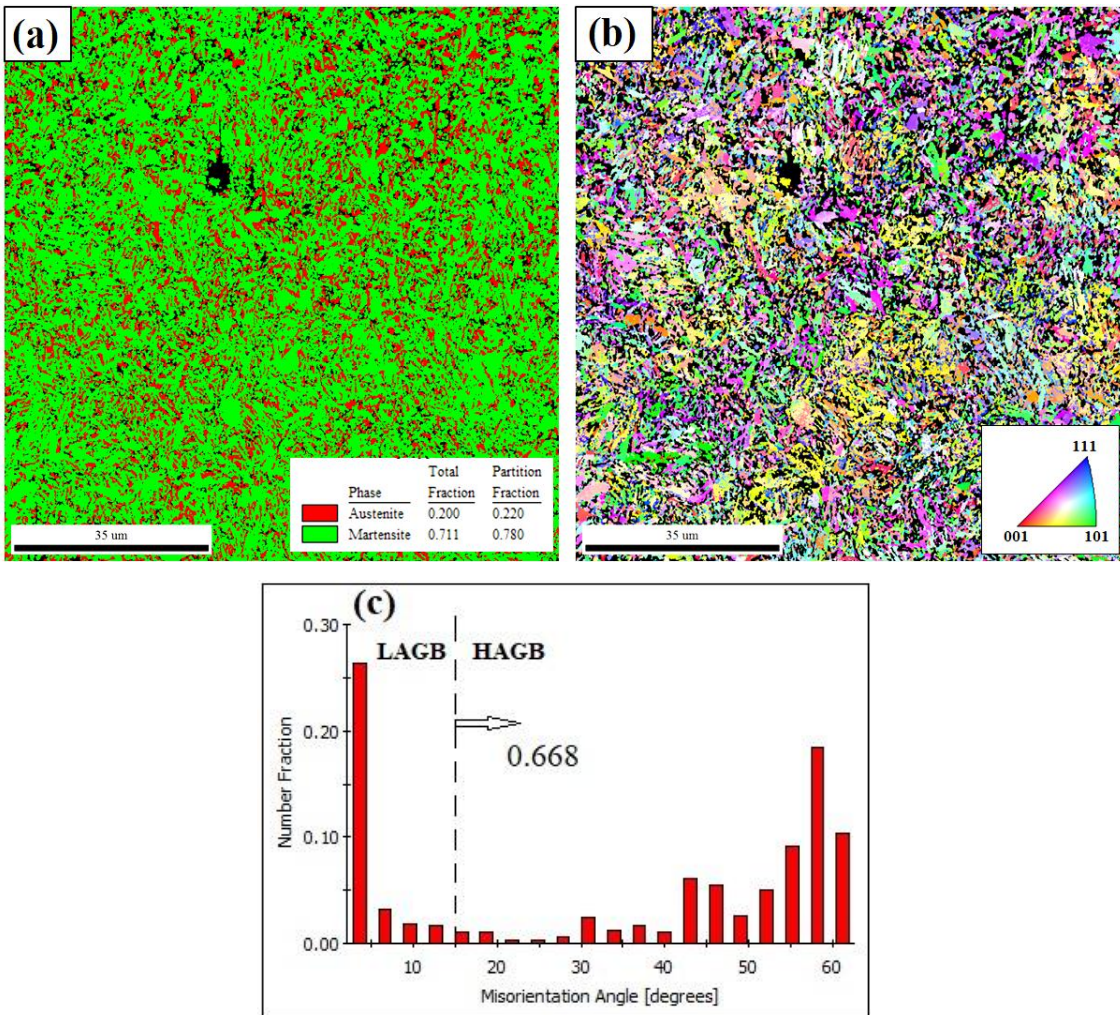 (a)
Total Partition
Phase Fraction Fraction
Austenite 0.200 0.220
Martensite 0.711 0.780
35 um
(b)
111
001 101
35 um
(c)
0.30
LAGB HAGB
0.20
0.668
Number Fraction
0.10
0.00
10 20 30 40 50 60
Misorientation Angle [degrees]